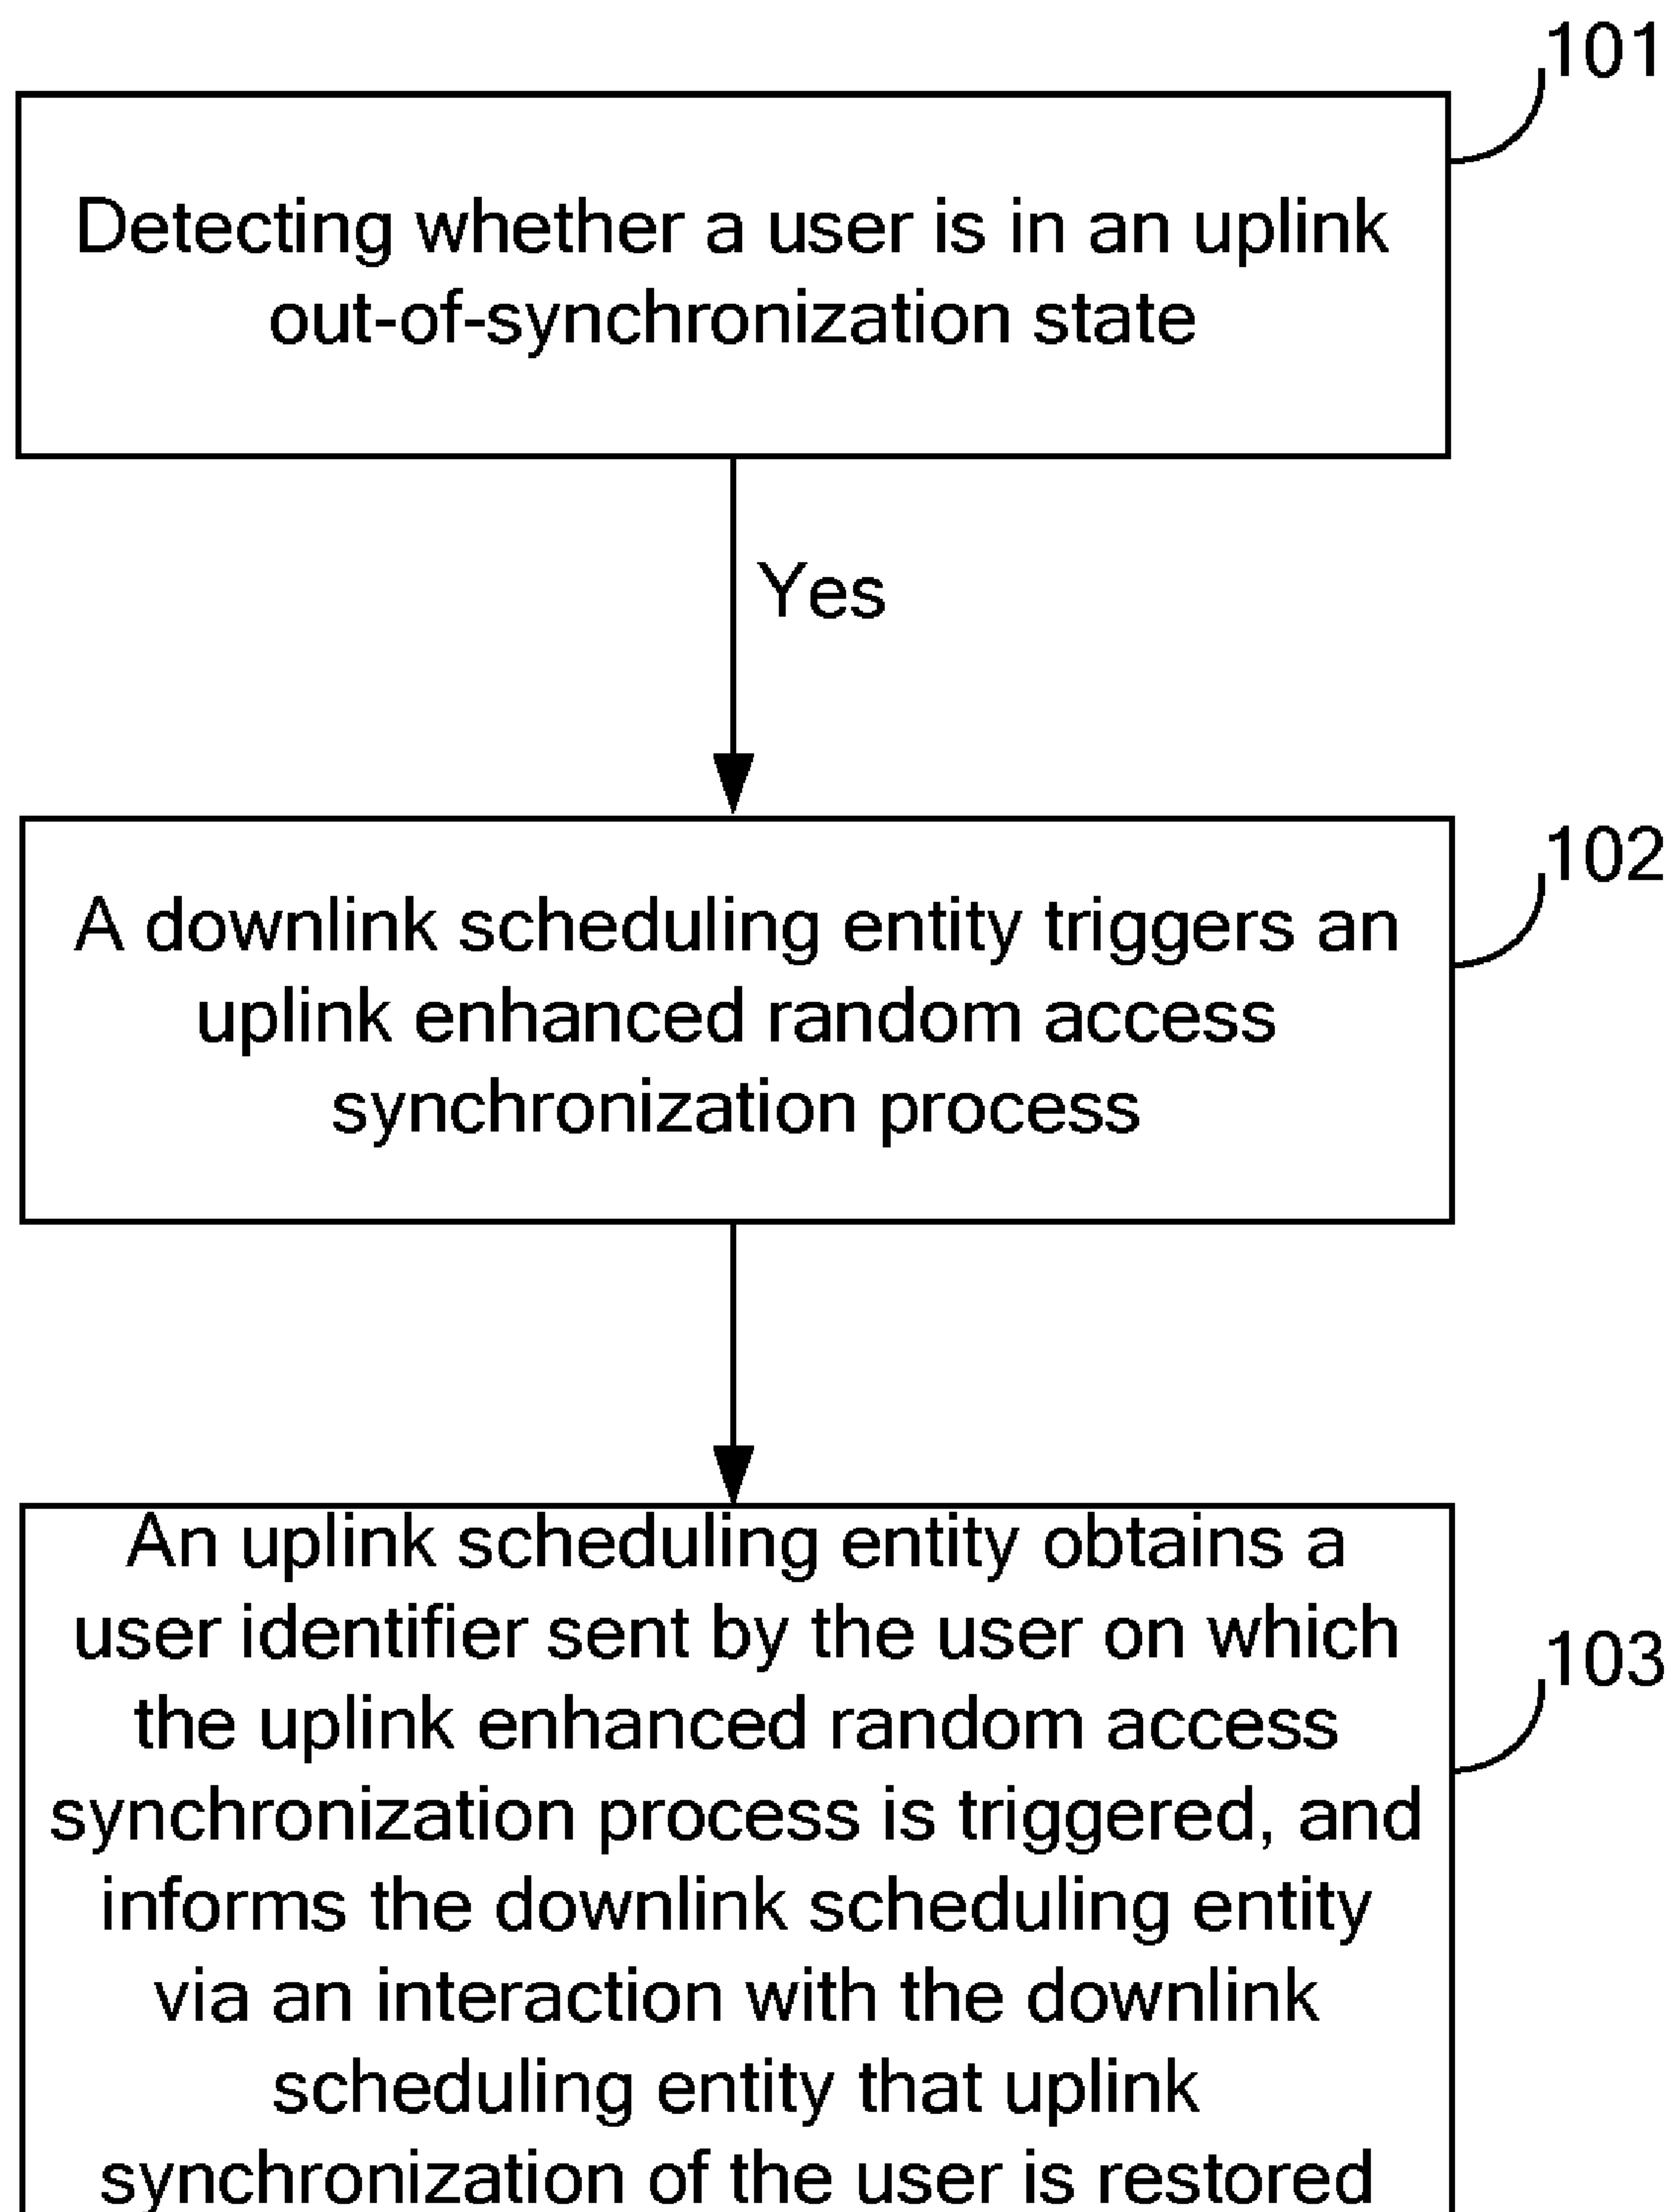 101
Detecting whether a user is in an uplink
out-of-synchronization state
Yes
102
A downlink scheduling entity triggers an
uplink enhanced random access
synchronization process
An uplink scheduling entity obtains a
user identifier sent by the user on which
103
the uplink enhanced random access
synchronization process is triggered, and
informs the downlink scheduling entity
via an interaction with the downlink
scheduling entity that uplink
synchronization of the user is restored